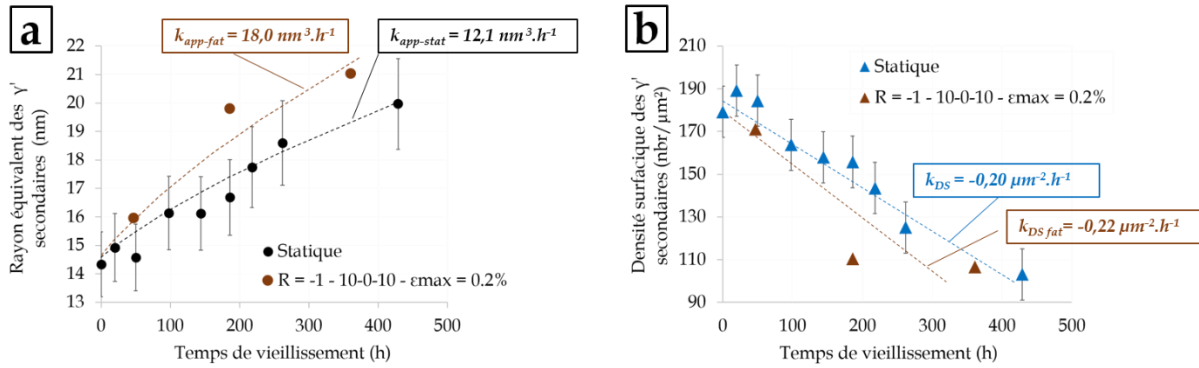 a
k_app-fat = 18,0 nm³.h⁻¹
k_app-stat = 12,1 nm³.h⁻¹
Rayon équivalent des γ'
secondaires (nm)
22
21
20
19
18
17
16
15
14
13
Statique
R = -1 - 10-0-10 - εmax = 0.2%
0
100
200
300
400
500
Temps de vieillissement (h)
b
Densité surfacique des γ'
secondaires (nbr/µm²)
210
190
170
150
130
110
90
Statique
R = -1 - 10-0-10 - εmax = 0.2%
k_DS = -0,20 µm⁻².h⁻¹
k_DS fat = -0,22 µm⁻².h⁻¹
0
100
200
300
400
500
Temps de vieillissement (h)